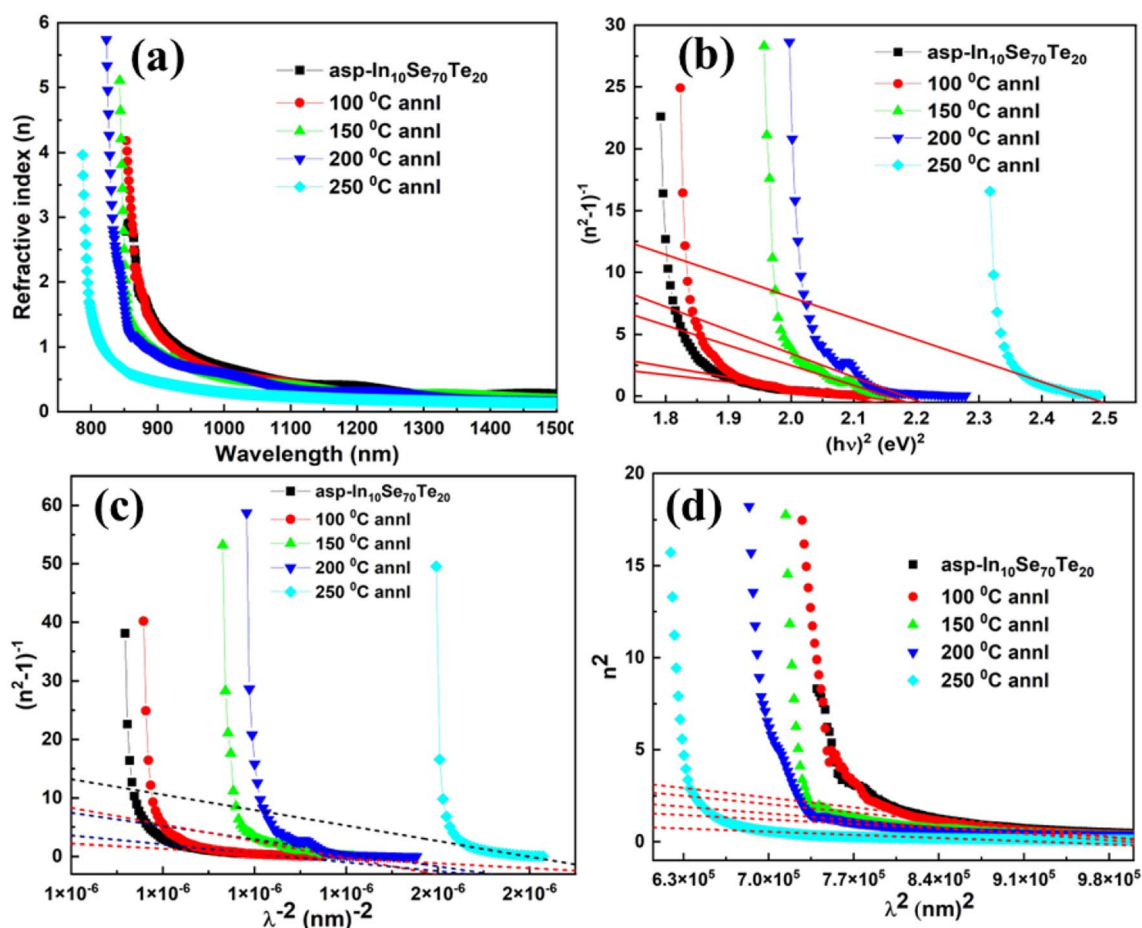 (a)
asp-In₁₀Se₇₀Te₂₀
100 ⁰C annl
150 ⁰C annl
200 ⁰C annl
250 ⁰C annl
Refractive index (n)
6
5
4
3
2
1
0
800 900 1000 1100 1200 1300 1400 1500
Wavelength (nm)
(b)
asp-In₁₀Se₇₀Te₂₀
100 ⁰C annl
150 ⁰C annl
200 ⁰C annl
250 ⁰C annl
(n²-1)⁻¹
30
25
20
15
10
5
0
1.8 1.9 2.0 2.1 2.2 2.3 2.4 2.5
(hν)² (eV)²
(c)
asp-In₁₀Se₇₀Te₂₀
100 ⁰C annl
150 ⁰C annl
200 ⁰C annl
250 ⁰C annl
(n²-1)⁻¹
60
50
40
30
20
10
0
1×10⁻⁶ 1×10⁻⁶ 1×10⁻⁶ 1×10⁻⁶ 2×10⁻⁶ 2×10⁻⁶
λ⁻² (nm)⁻²
(d)
asp-In₁₀Se₇₀Te₂₀
100 ⁰C annl
150 ⁰C annl
200 ⁰C annl
250 ⁰C annl
n²
20
15
10
5
0
6.3×10⁵ 7.0×10⁵ 7.7×10⁵ 8.4×10⁵ 9.1×10⁵ 9.8×10⁵
λ² (nm)²